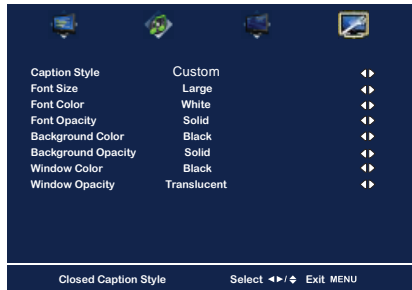 Caption Style Custom
Font Size Large
Font Color White
Font Opacity Solid
Background Color Black
Background Opacity Solid
Window Color Black
Window Opacity Translucent
Closed Caption Style Select ◄►/♦ Exit MENU